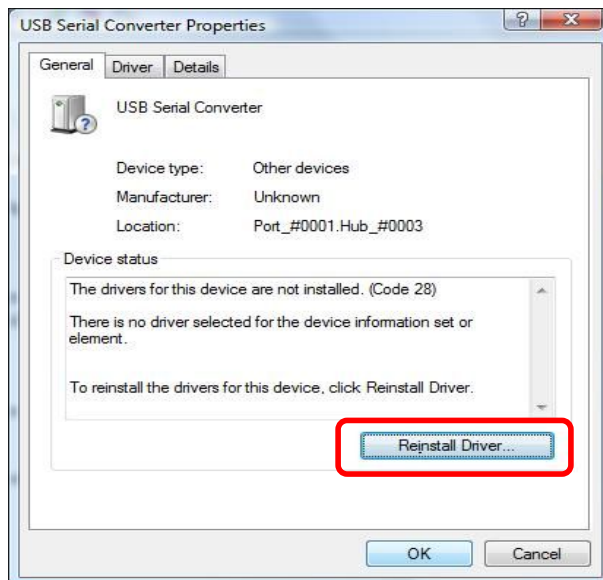 USB Serial Converter Properties
?
X
General
Driver
Details
?
USB Serial Converter
Device type: Other devices
Manufacturer: Unknown
Location: Port_#0001.Hub_#0003
Device status
The drivers for this device are not installed. (Code 28)
There is no driver selected for the device information set or
element.
To reinstall the drivers for this device, click Reinstall Driver.
Reinstall Driver...
OK
Cancel